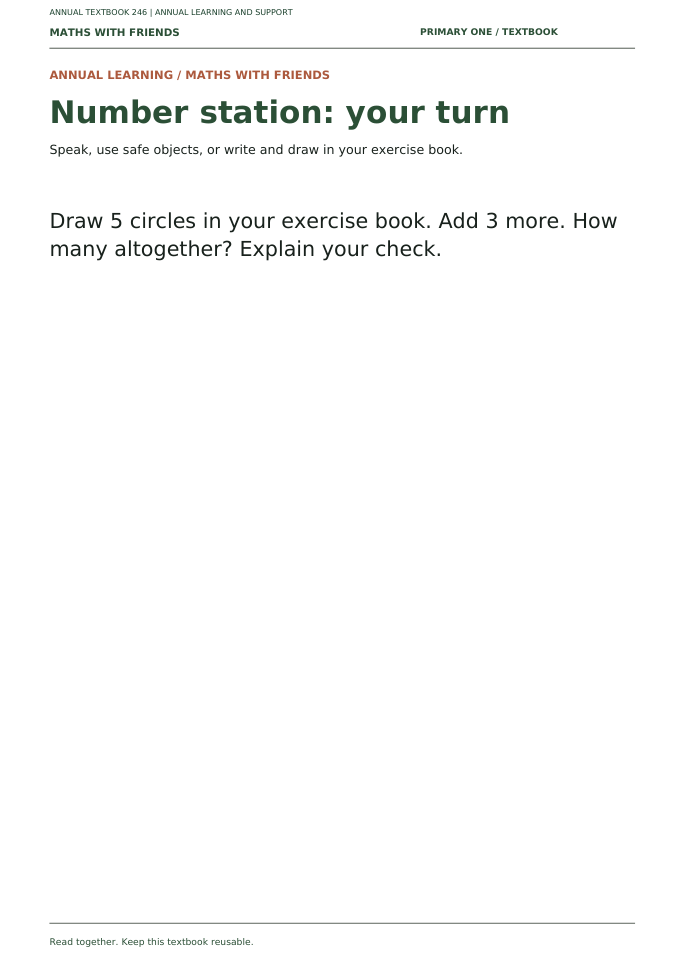 ANNUAL TEXTBOOK 246 | ANNUAL LEARNING AND SUPPORT
MATHS WITH FRIENDS
PRIMARY ONE / TEXTBOOK
ANNUAL LEARNING / MATHS WITH FRIENDS
Number station: your turn
Speak, use safe objects, or write and draw in your exercise book.
Draw 5 circles in your exercise book. Add 3 more. How
many altogether? Explain your check.
Read together. Keep this textbook reusable.